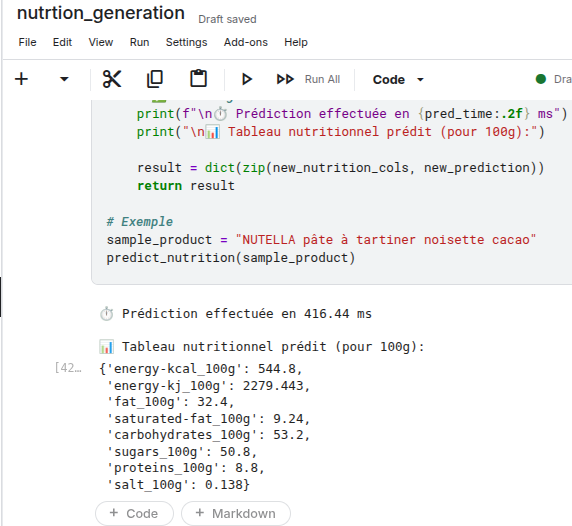 nutrtion_generation Draft saved
File Edit View Run Settings Add-ons Help
Run All Code Dra
print(f"\n⏱️ Prédiction effectuée en {pred_time:.2f} ms")
print("\n📊 Tableau nutritionnel prédit (pour 100g):")
result = dict(zip(new_nutrition_cols, new_prediction))
return result
# Exemple
sample_product = "NUTELLA pâte à tartiner noisette cacao"
predict_nutrition(sample_product)
⏱️ Prédiction effectuée en 416.44 ms
📊 Tableau nutritionnel prédit (pour 100g):
[42… {'energy-kcal_100g': 544.8,
'energy-kj_100g': 2279.443,
'fat_100g': 32.4,
'saturated-fat_100g': 9.24,
'carbohydrates_100g': 53.2,
'sugars_100g': 50.8,
'proteins_100g': 8.8,
'salt_100g': 0.138}
+ Code + Markdown